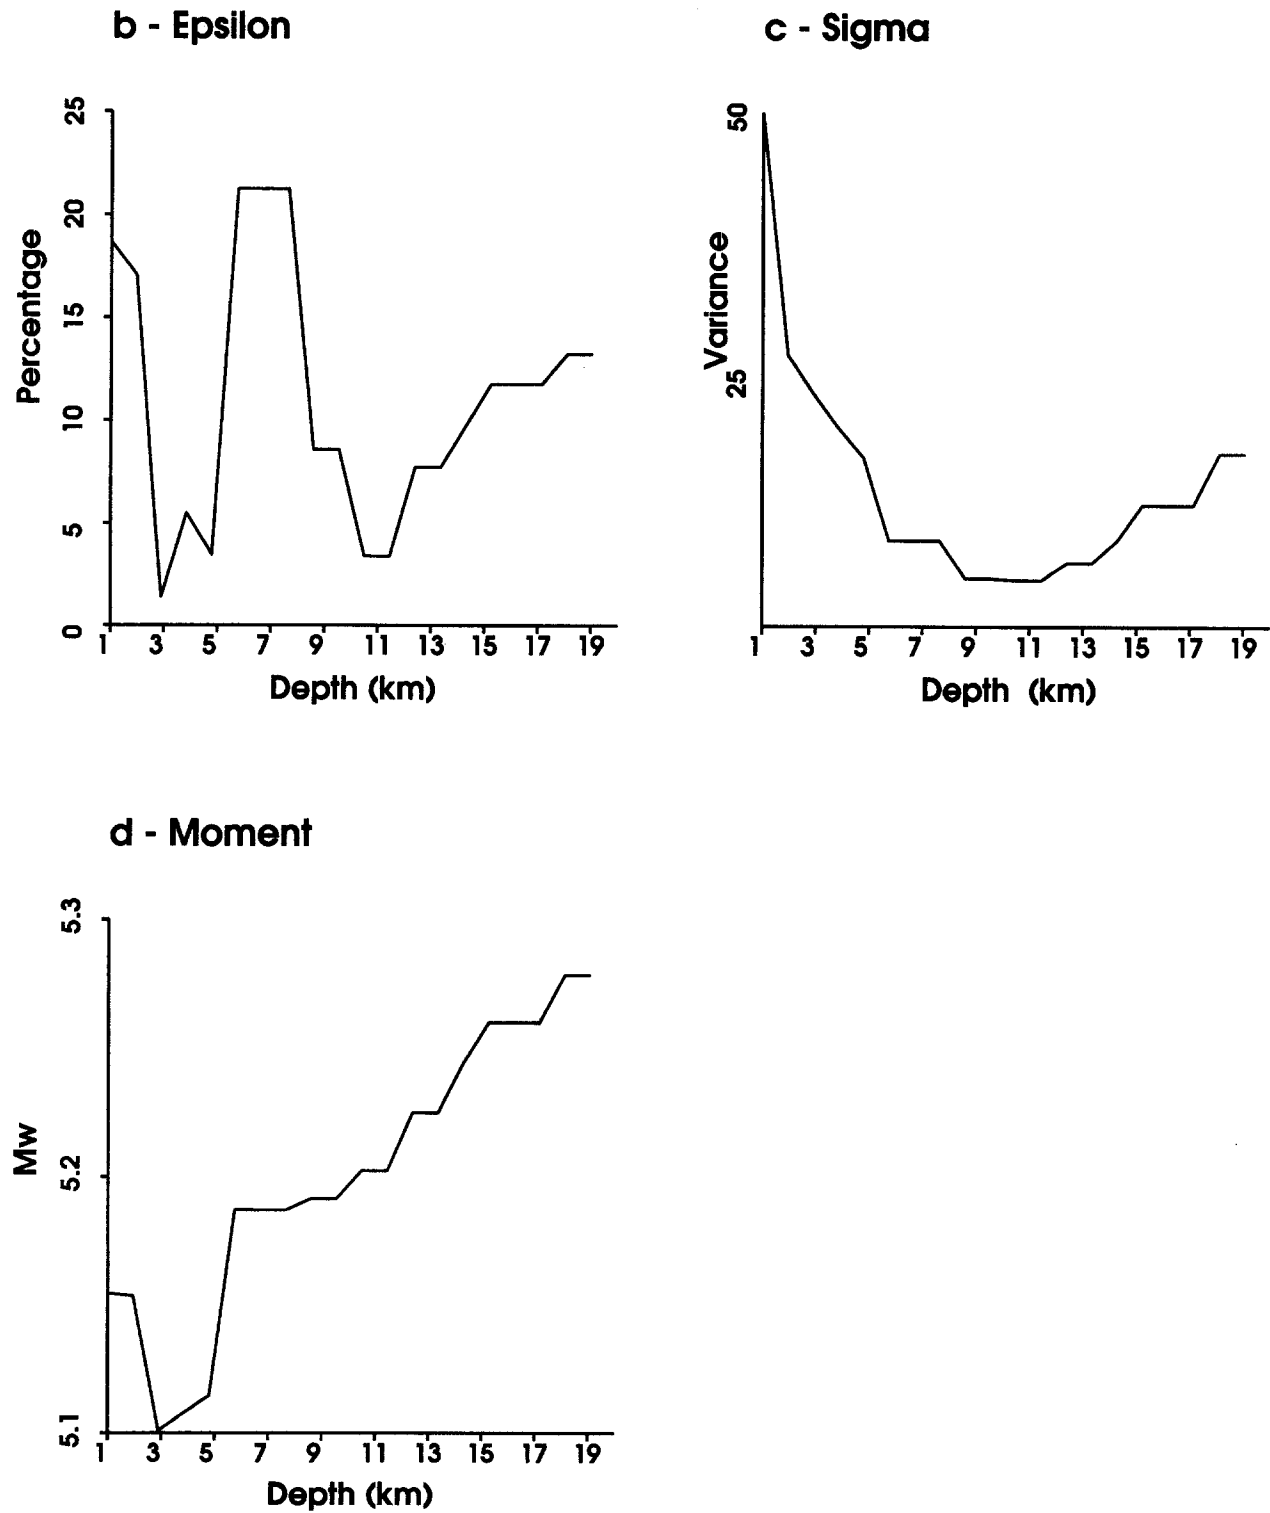 b - Epsilon
25
20
15
10
5
0
Percentage
1 3 5 7 9 11 13 15 17 19
Depth (km)
c - Sigma
50
25
Variance
1 3 5 7 9 11 13 15 17 19
Depth (km)
d - Moment
5.3
5.2
5.1
Mw
1 3 5 7 9 11 13 15 17 19
Depth (km)